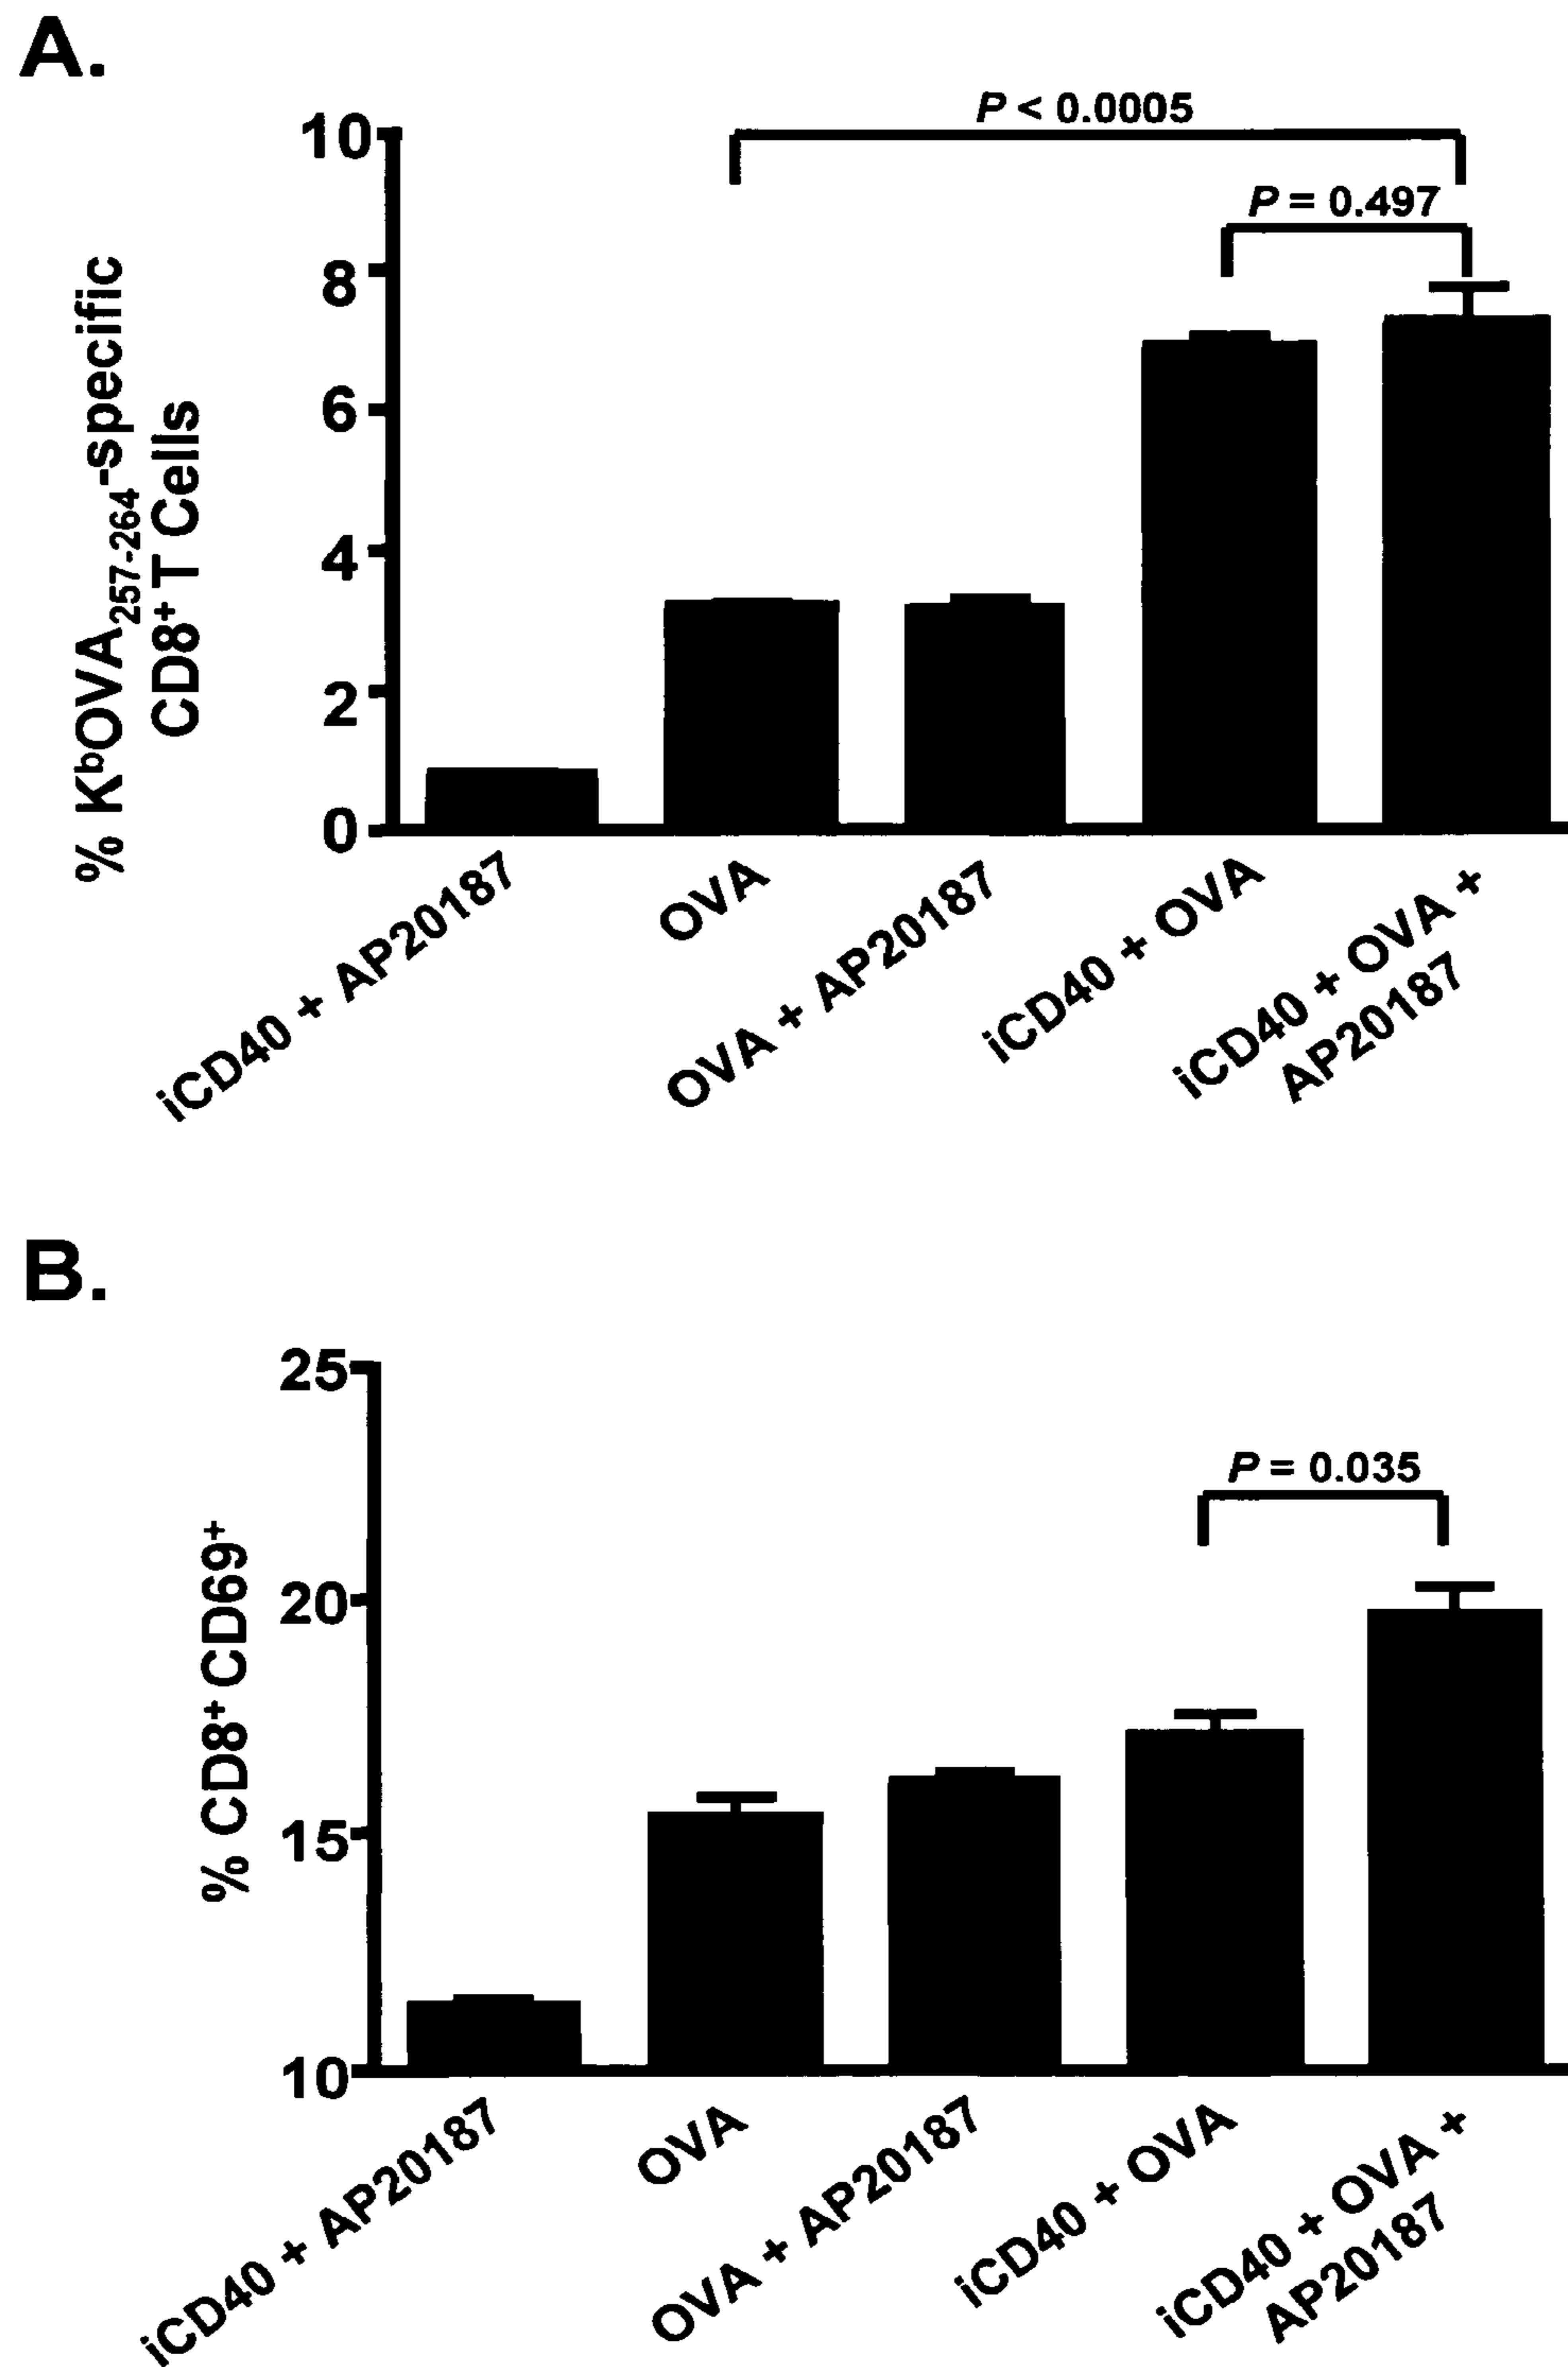 A.
P < 0.0005
P = 0.497
10
8
6
4
2
0
% KᵇOVA₂₅₇₋₂₆₄-specific
CD8⁺ T Cells
iCD40 + AP20187
OVA
OVA + AP20187
iCD40 + OVA
iCD40 + OVA +
AP20187
B.
P = 0.035
25
20
15
10
% CD8⁺ CD69⁺
iCD40 + AP20187
OVA
OVA + AP20187
iCD40 + OVA
iCD40 + OVA +
AP20187